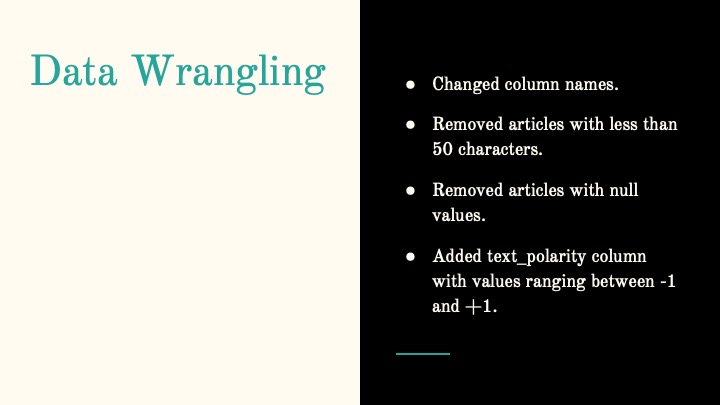 Data Wrangling
● Changed column names.
● Removed articles with less than
50 characters.
● Removed articles with null
values.
● Added text_polarity column
with values ranging between -1
and +1.